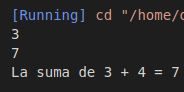 [Running] cd "/home/
3
7
La suma de 3 + 4 = 7